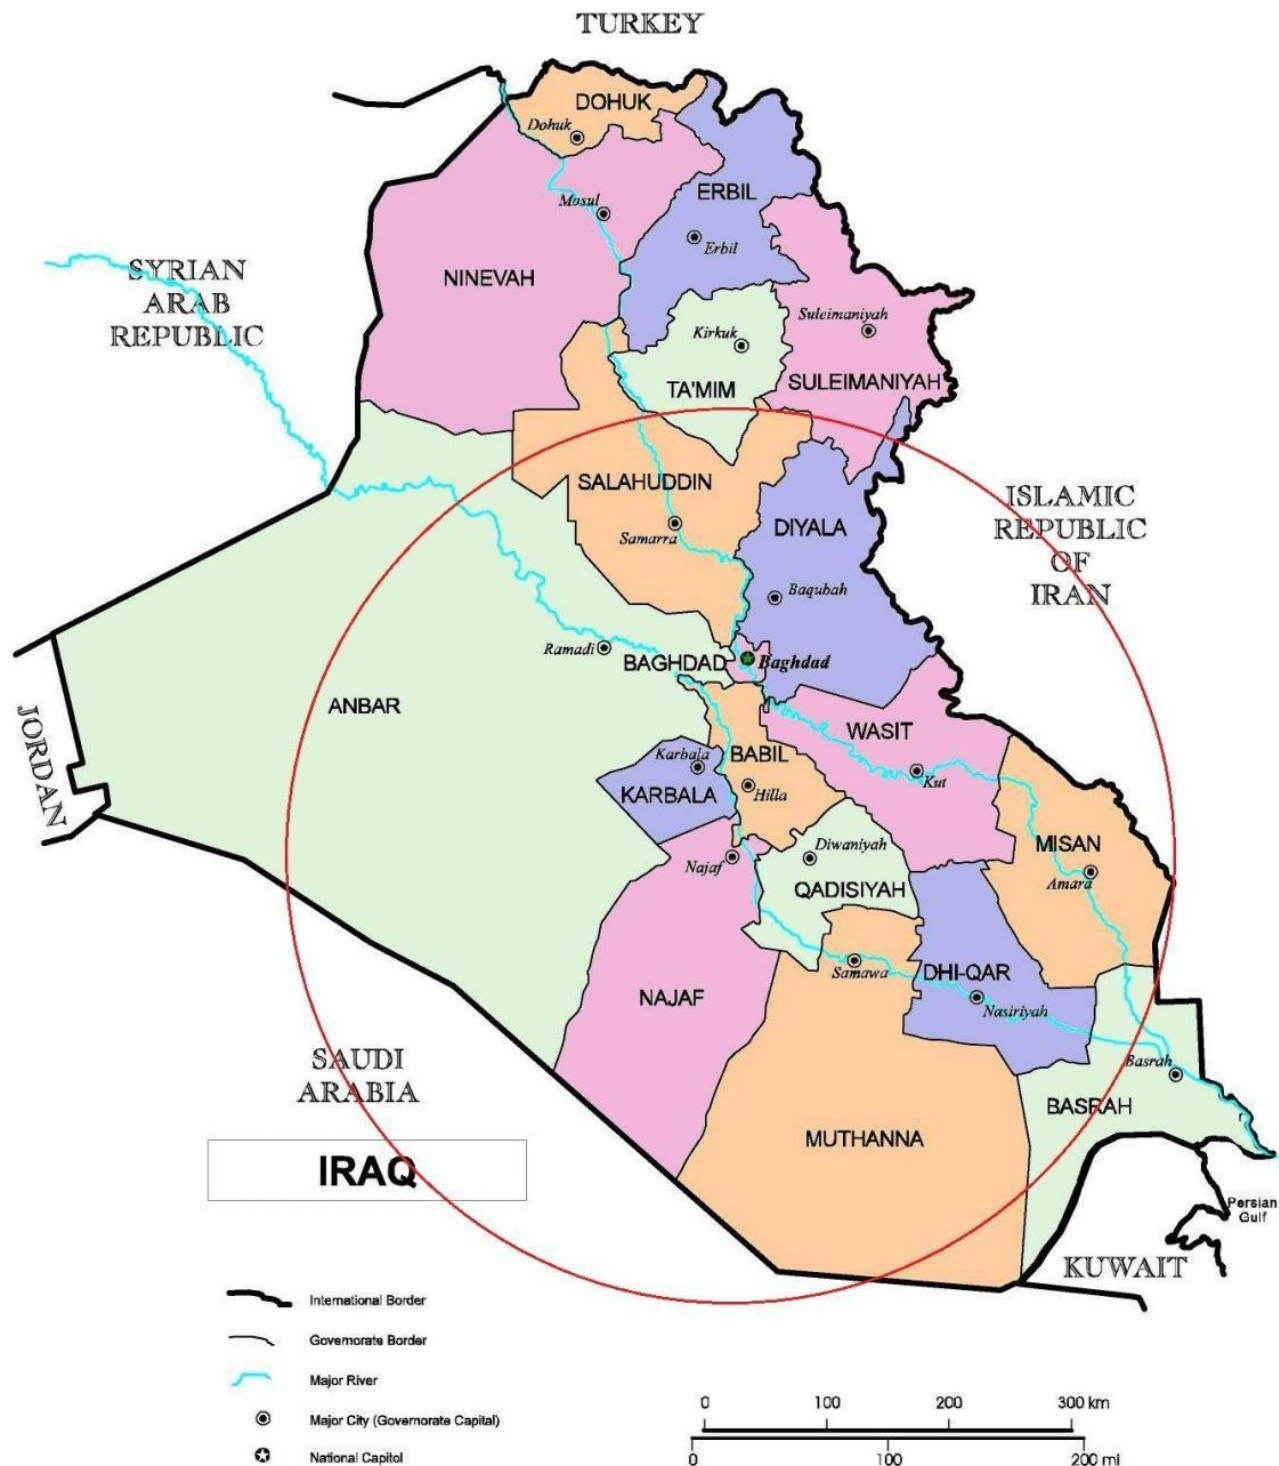 TURKEY
DOHUK
Dohuk
ERBIL
Mosul
Erbil
SYRIAN
ARAB
REPUBLIC
NINEVAH
Suleimaniyah
Kirkuk
TA'MIM
SULEIMANIYAH
SALAHUDDIN
Samarra
DIYALA
ISLAMIC
REPUBLIC
OF
IRAN
Baqubah
Ramadi
BAGHDAD
Baghdad
ANBAR
JORDAN
WASIT
Karbala
BABIL
Kut
KARBALA
Hilla
MISAN
Amara
Diwaniyah
Najaf
QADISIYAH
Samawa
DHI-QAR
NAJAF
Nasiriyah
SAUDI
ARABIA
Basrah
BASRAH
r
MUTHANNA
IRAQ
Persian
Gulf
KUWAIT
International Border
Governorate Border
Major River
Major City (Governorate Capital)
National Capitol
0 100 200 300 km
0 100 200 mi